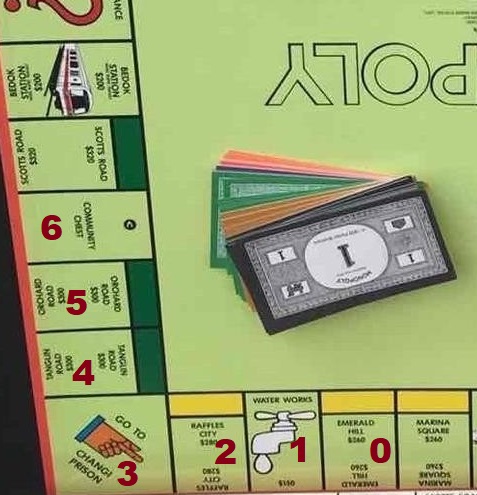 ANCE
BEDOK
STATION
$200
BEDOK
STATION
$200
SCOTTS ROAD
$320
SCOTTS ROAD
$320
6
COMMUNITY
CHEST
C
ORCHARD
ROAD
$300
5
ORCHARD
ROAD
$300
TANGLIN
ROAD
$300
4
TANGLIN
ROAD
$300
GO TO
CHANGI
PRISON
3
RAFFLES
CITY
$280
2
RAFFLES
CITY
$280
WATER WORKS
1
$150
EMERALD
HILL
$260
0
EMERALD
HILL
$260
MARINA
SQUARE
$260
MARINA
SQUARE
$260
POLY
1
1
1
MONOPOLY